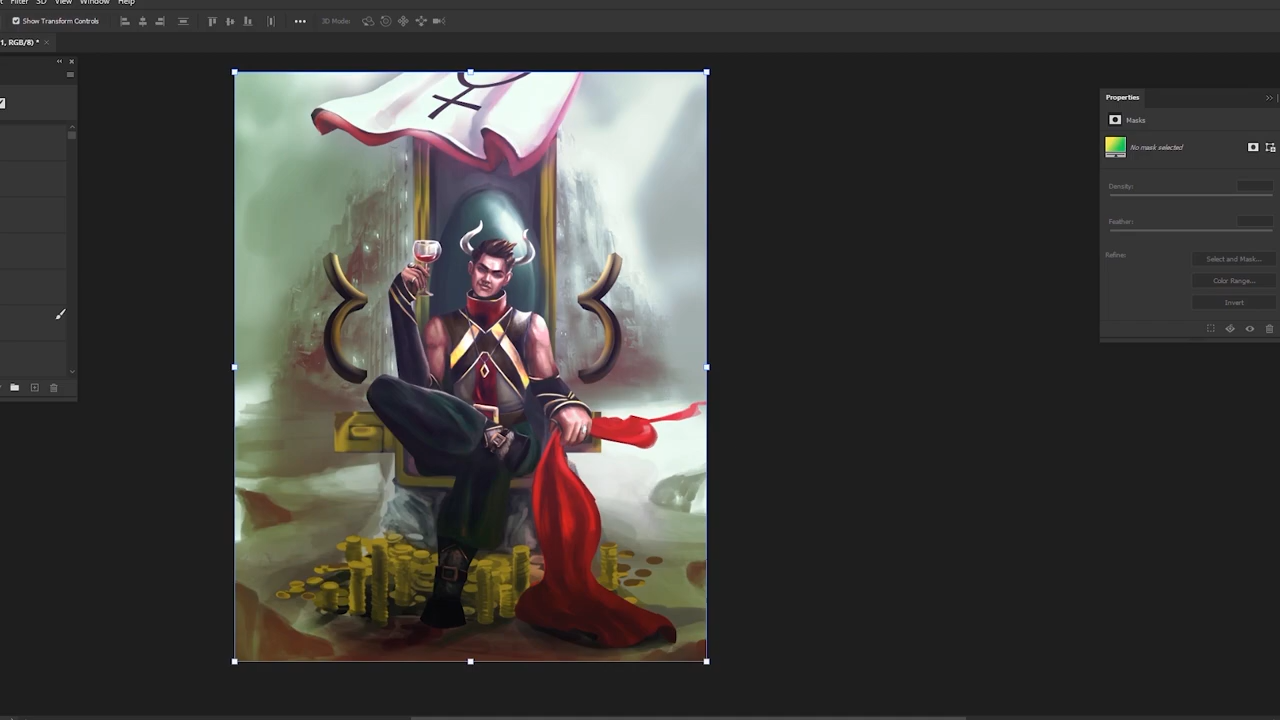 Filter 3D View Window Help
Show Transform Controls
3D Mode:
1, RGB/8) * ×
Properties
Masks
No mask selected
Density:
Feather:
Refine:
Select and Mask...
Color Range...
Invert